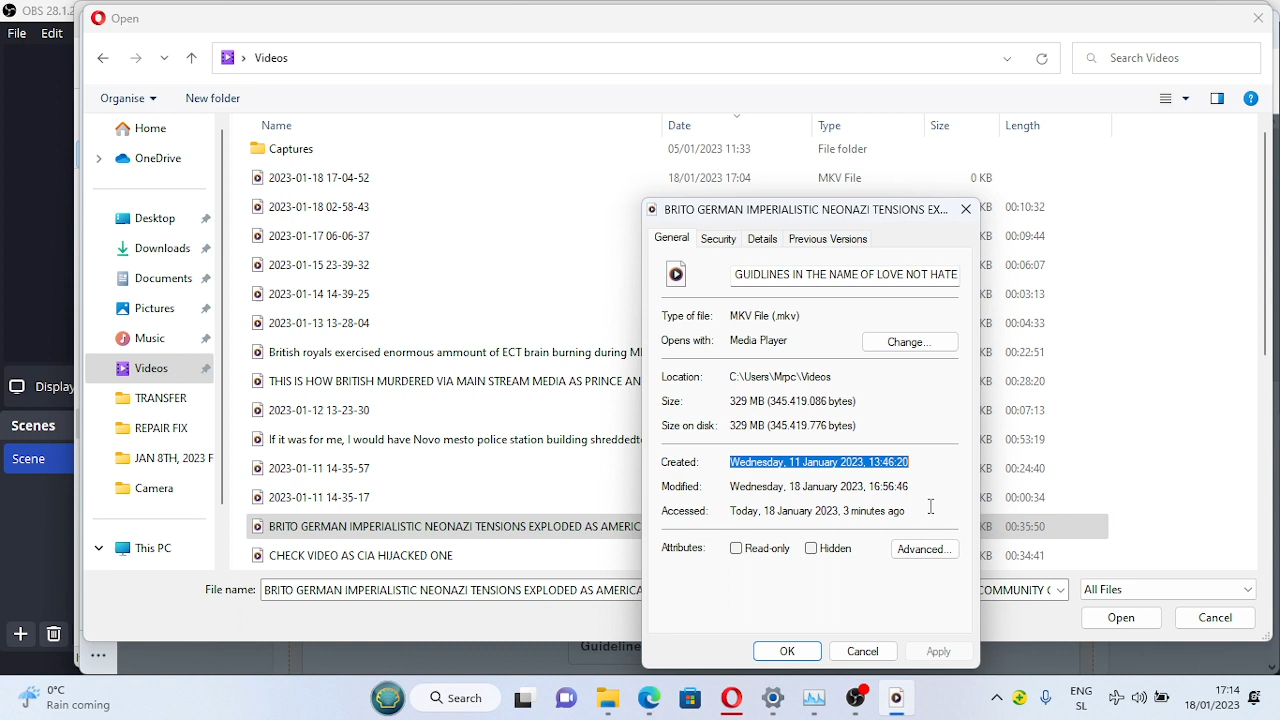 OBS 28.1.2
File Edit
Open
Videos
Search Videos
Organise
New folder
Name Date Type Size Length
Home
OneDrive
Desktop
Downloads
Documents
Pictures
Music
Videos
TRANSFER
REPAIR FIX
JAN 8TH, 2023 F
Camera
This PC
Captures 05/01/2023 11:33 File folder
2023-01-18 17-04-52 18/01/2023 17:04 MKV File 0 KB
2023-01-18 02-58-43 KB 00:10:32
2023-01-17 06-06-37 KB 00:09:44
2023-01-15 23-39-32 KB 00:06:07
2023-01-14 14-39-25 KB 00:03:13
2023-01-13 13-28-04 KB 00:04:33
British royals exercised enormous ammount of ECT brain burning during M KB 00:22:51
THIS IS HOW BRITISH MURDERED VIA MAIN STREAM MEDIA AS PRINCE AN KB 00:28:20
2023-01-12 13-23-30 KB 00:07:13
If it was for me, I would have Novo mesto police station building shreddedto KB 00:53:19
2023-01-11 14-35-57 KB 00:24:40
2023-01-11 14-35-17 KB 00:00:34
BRITO GERMAN IMPERIALISTIC NEONAZI TENSIONS EXPLODED AS AMERIC KB 00:35:50
CHECK VIDEO AS CIA HIJACKED ONE KB 00:34:41
File name: BRITO GERMAN IMPERIALISTIC NEONAZI TENSIONS EXPLODED AS AMERICA COMMUNITY G All Files
Open Cancel
BRITO GERMAN IMPERIALISTIC NEONAZI TENSIONS EX...
General Security Details Previous Versions
GUIDLINES IN THE NAME OF LOVE NOT HATE
Type of file: MKV File (.mkv)
Opens with: Media Player Change...
Location: C:\Users\Mrpc\Videos
Size: 329 MB (345.419.086 bytes)
Size on disk: 329 MB (345.419.776 bytes)
Created: Wednesday, 11 January 2023, 13:46:20
Modified: Wednesday, 18 January 2023, 16:56:46
Accessed: Today, 18 January 2023, 3 minutes ago
Attributes: Read-only Hidden Advanced...
OK Cancel Apply
Display
Scenes
Scene
Guideline
0°C
Rain coming
Search
ENG
SL
17:14
18/01/2023